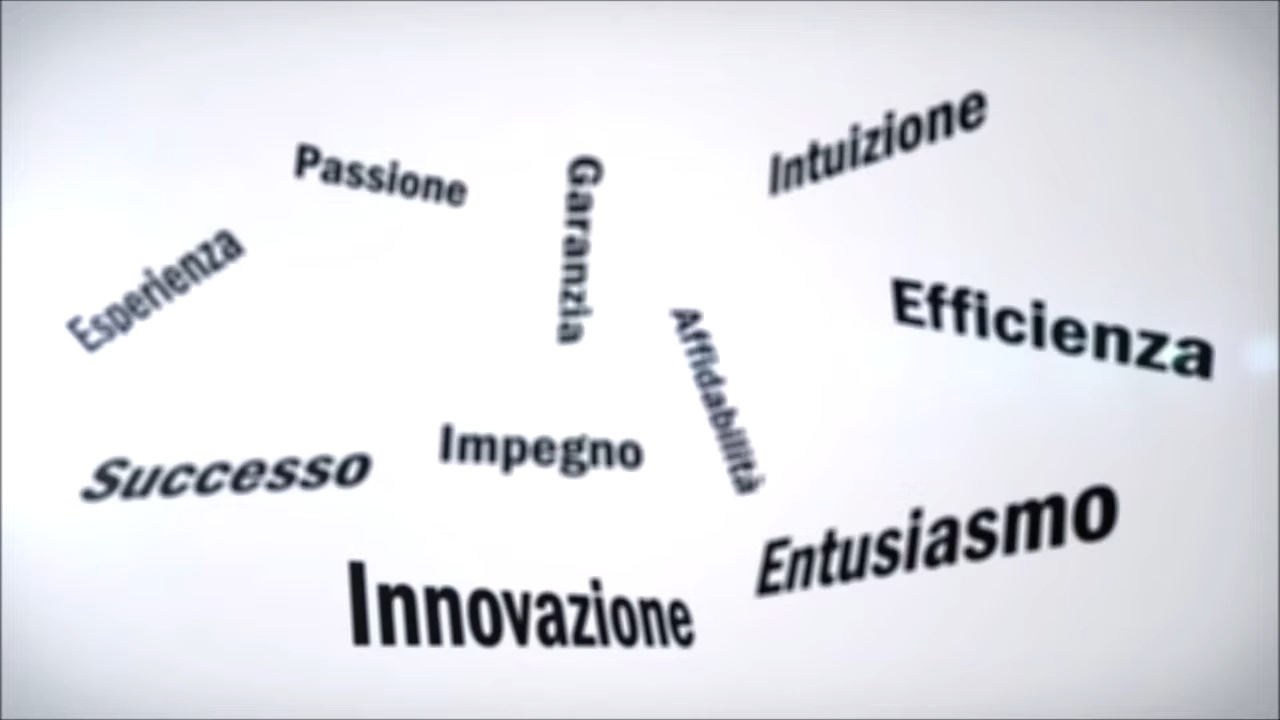 Intuizione
Passione
Garanzia
Esperienza
Efficienza
Affidabilità
Impegno
Successo
Entusiasmo
Innovazione